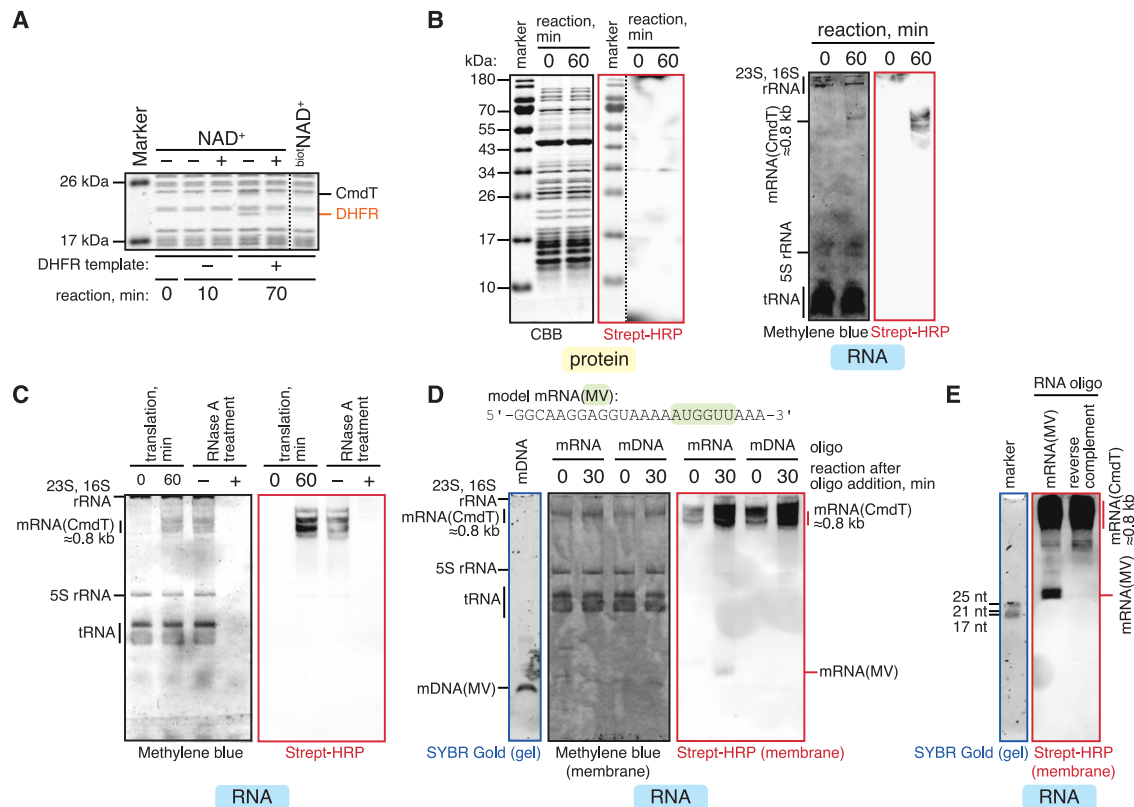 A
Marker
NAD⁺
biotNAD⁺
– – + – +
26 kDa
CmdT
DHFR
17 kDa
DHFR template: – +
reaction, min: 0 10 70
B
marker
reaction, min
0 60
marker
reaction, min
0 60
kDa:
180
70
55
43
34
26
17
10
CBB
Strept-HRP
protein
reaction, min
0 60
23S, 16S
rRNA
mRNA(CmdT)
≈0.8 kb
5S rRNA
tRNA
Methylene blue
Strept-HRP
RNA
C
translation, min
RNase A treatment
translation, min
RNase A treatment
0 60 – + 0 60 – +
23S, 16S
rRNA
mRNA(CmdT)
≈0.8 kb
5S rRNA
tRNA
Methylene blue
Strept-HRP
RNA
D
model mRNA(MV):
5'-GGCAAGGAGGUAAAAAUGGUUAAA-3'
mDNA
mRNA mDNA mRNA mDNA oligo
0 30 0 30 0 30 0 30 reaction after oligo addition, min
23S, 16S
rRNA
mRNA(CmdT)
≈0.8 kb
5S rRNA
tRNA
mDNA(MV)
mRNA(CmdT)
≈0.8 kb
mRNA(MV)
SYBR Gold (gel)
Methylene blue
(membrane)
Strept-HRP (membrane)
RNA
E
RNA oligo
marker
mRNA(MV)
reverse complement
mRNA(CmdT)
≈0.8 kb
mRNA(MV)
25 nt
21 nt
17 nt
SYBR Gold (gel)
Strept-HRP
(membrane)
RNA